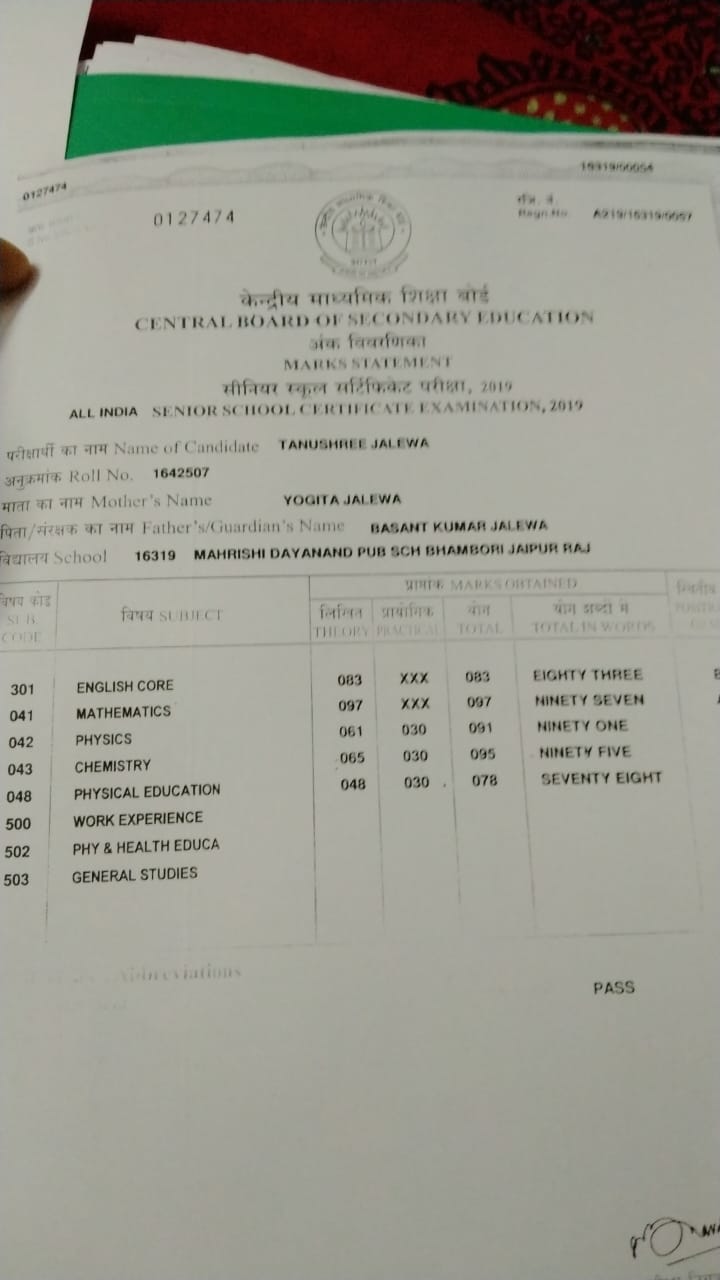 16319/00054
0127474
0127474
रजि. नं.
Regn.No. A219/16319/0057
भारत
केन्द्रीय माध्यमिक शिक्षा बोर्ड
CENTRAL BOARD OF SECONDARY EDUCATION
अंक विवरणिका
MARKS STATEMENT
सीनियर स्कूल सर्टिफिकेट परीक्षा, 2019
ALL INDIA SENIOR SCHOOL CERTIFICATE EXAMINATION, 2019
परीक्षार्थी का नाम Name of Candidate TANUSHREE JALEWA
अनुक्रमांक Roll No. 1642507
माता का नाम Mother's Name YOGITA JALEWA
पिता/संरक्षक का नाम Father's/Guardian's Name BASANT KUMAR JALEWA
विद्यालय School 16319 MAHRISHI DAYANAND PUB SCH BHAMBORI JAIPUR RAJ
प्राप्तांक MARKS OBTAINED
विषय कोड
SUB.
CODE
विषय SUBJECT
लिखित
THEORY
प्रायोगिक
PRACTICAL
योग
TOTAL
योग शब्दों में
TOTAL IN WORDS
301 ENGLISH CORE 083 XXX 083 EIGHTY THREE
041 MATHEMATICS 097 XXX 097 NINETY SEVEN
042 PHYSICS 061 030 091 NINETY ONE
043 CHEMISTRY 065 030 095 NINETY FIVE
048 PHYSICAL EDUCATION 048 030 078 SEVENTY EIGHT
500 WORK EXPERIENCE
502 PHY & HEALTH EDUCA
503 GENERAL STUDIES
Abbreviations
PASS